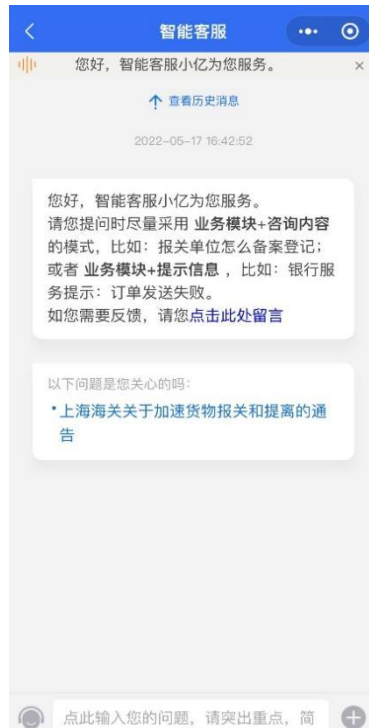 智能客服
您好，智能客服小亿为您服务。
查看历史消息
2022-05-17 16:42:52
您好，智能客服小亿为您服务。
请您提问时尽量采用 业务模块+咨询内容
的模式，比如：报关单位怎么备案登记；
或者 业务模块+提示信息 ，比如：银行服
务提示：订单发送失败。
如您需要反馈，请您点击此处留言
以下问题是您关心的吗：
•上海海关关于加速货物报关和提离的通
告
点此输入您的问题，请突出重点，简